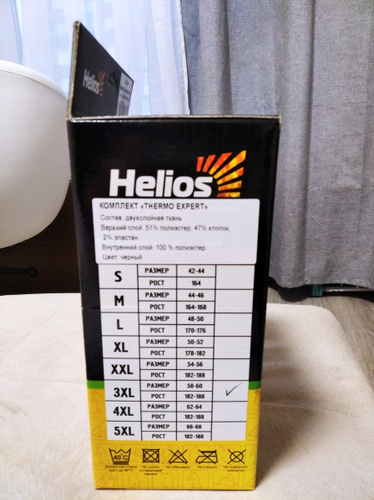 Helios
Helios
КОМПЛЕКТ «THERMO EXPERT»
Состав: двухслойная ткань.
Верхний слой: 51% полиэстер, 47% хлопок,
2% эластан.
Внутренний слой: 100 % полиэстер.
Цвет: черный
S РАЗМЕР 42-44
РОСТ 164
M РАЗМЕР 44-46
РОСТ 164-168
L РАЗМЕР 48-50
РОСТ 170-176
XL РАЗМЕР 50-52
РОСТ 178-182
XXL РАЗМЕР 54-56
РОСТ 182-188
3XL РАЗМЕР 58-60
РОСТ 182-188
4XL РАЗМЕР 62-64
РОСТ 182-188
5XL РАЗМЕР 66-68
РОСТ 182-188
40°C